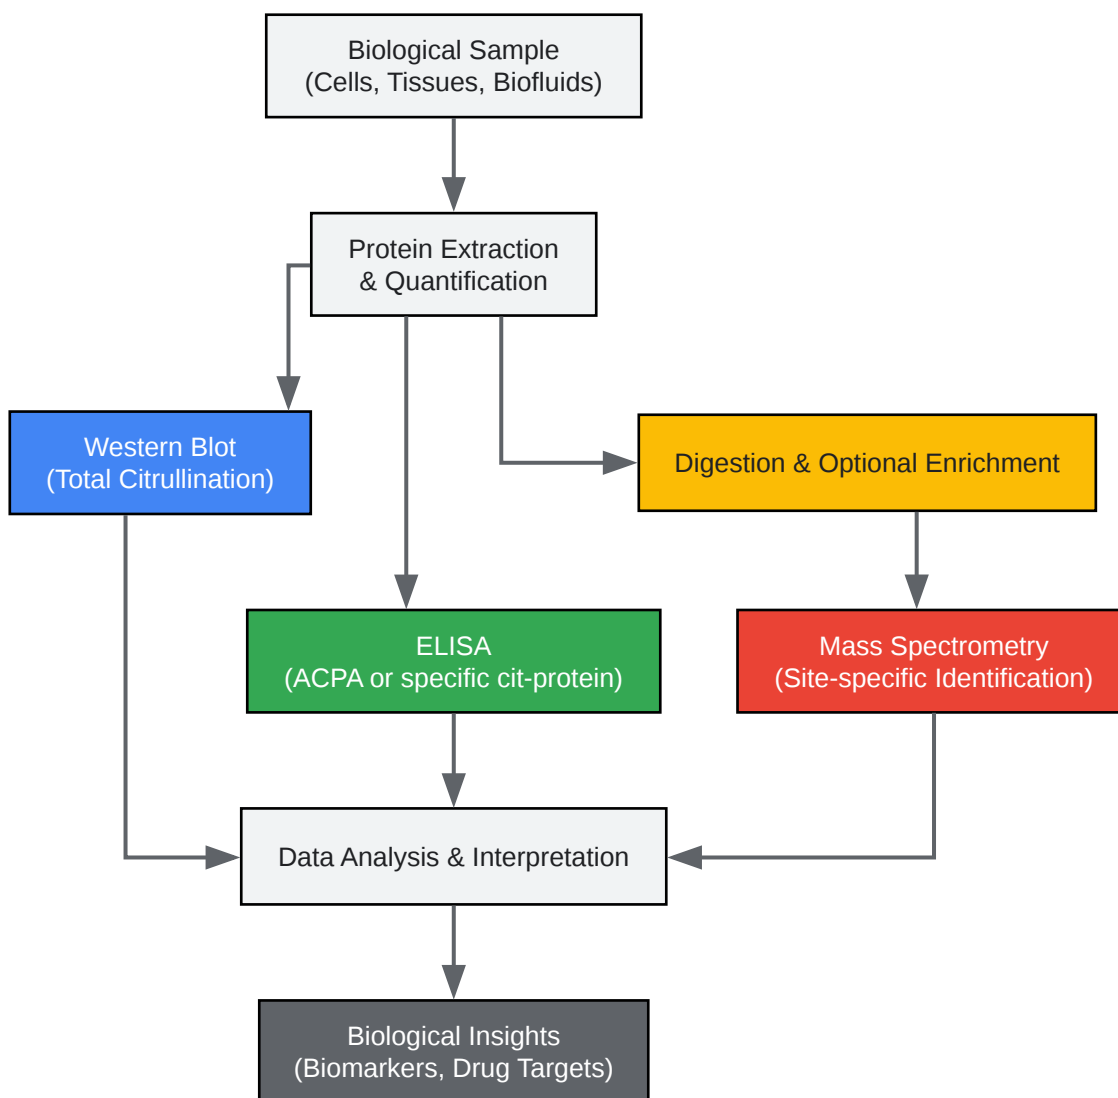 Biological Sample
(Cells, Tissues, Biofluids)
Protein Extraction
& Quantification
Western Blot
(Total Citrullination)
Digestion & Optional Enrichment
ELISA
(ACPA or specific cit-protein)
Mass Spectrometry
(Site-specific Identification)
Data Analysis & Interpretation
Biological Insights
(Biomarkers, Drug Targets)